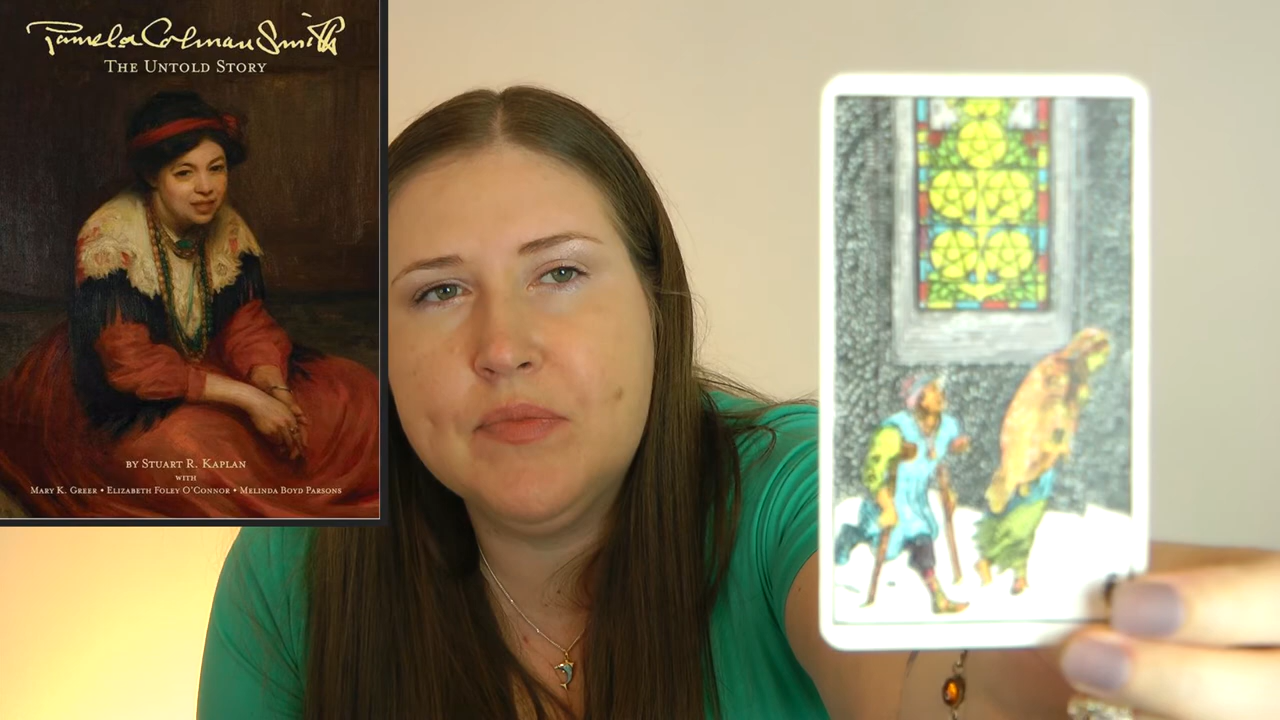 Pamela Colman Smith
THE UNTOLD STORY
BY STUART R. KAPLAN
WITH
MARY K. GREER • ELIZABETH FOLEY O'CONNOR • MELINDA BOYD PARSONS